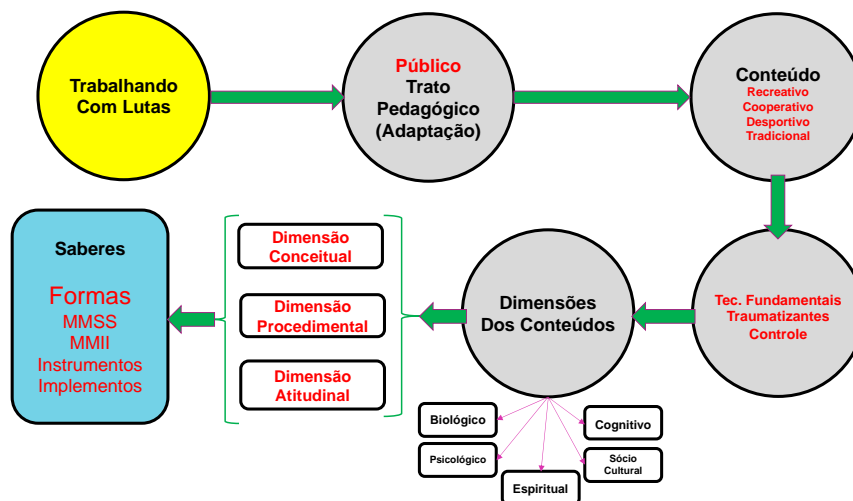 Trabalhando
Com Lutas
Público
Trato
Pedagógico
(Adaptação)
Conteúdo
Recreativo
Cooperativo
Desportivo
Tradicional
Tec. Fundamentais
Traumatizantes
Controle
Dimensões
Dos Conteúdos
Biológico
Psicológico
Espiritual
Sócio
Cultural
Cognitivo
Dimensão
Conceitual
Dimensão
Procedimental
Dimensão
Atitudinal
Saberes
Formas
MMSS
MMII
Instrumentos
Implementos